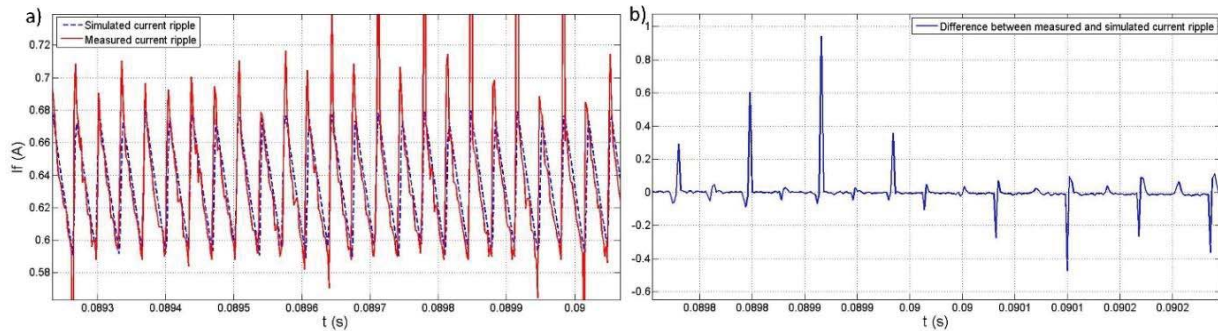 a)
Simulated current ripple
Measured current ripple
If (A)
0.72
0.7
0.68
0.66
0.64
0.62
0.6
0.58
0.0893 0.0894 0.0895 0.0896 0.0897 0.0898 0.0899 0.09
t (s)
b)
Difference between measured and simulated current ripple
1
0.8
0.6
0.4
0.2
0
-0.2
-0.4
-0.6
0.0898 0.0898 0.0899 0.0899 0.09 0.09 0.0901 0.0901 0.0902 0.0902
t (s)